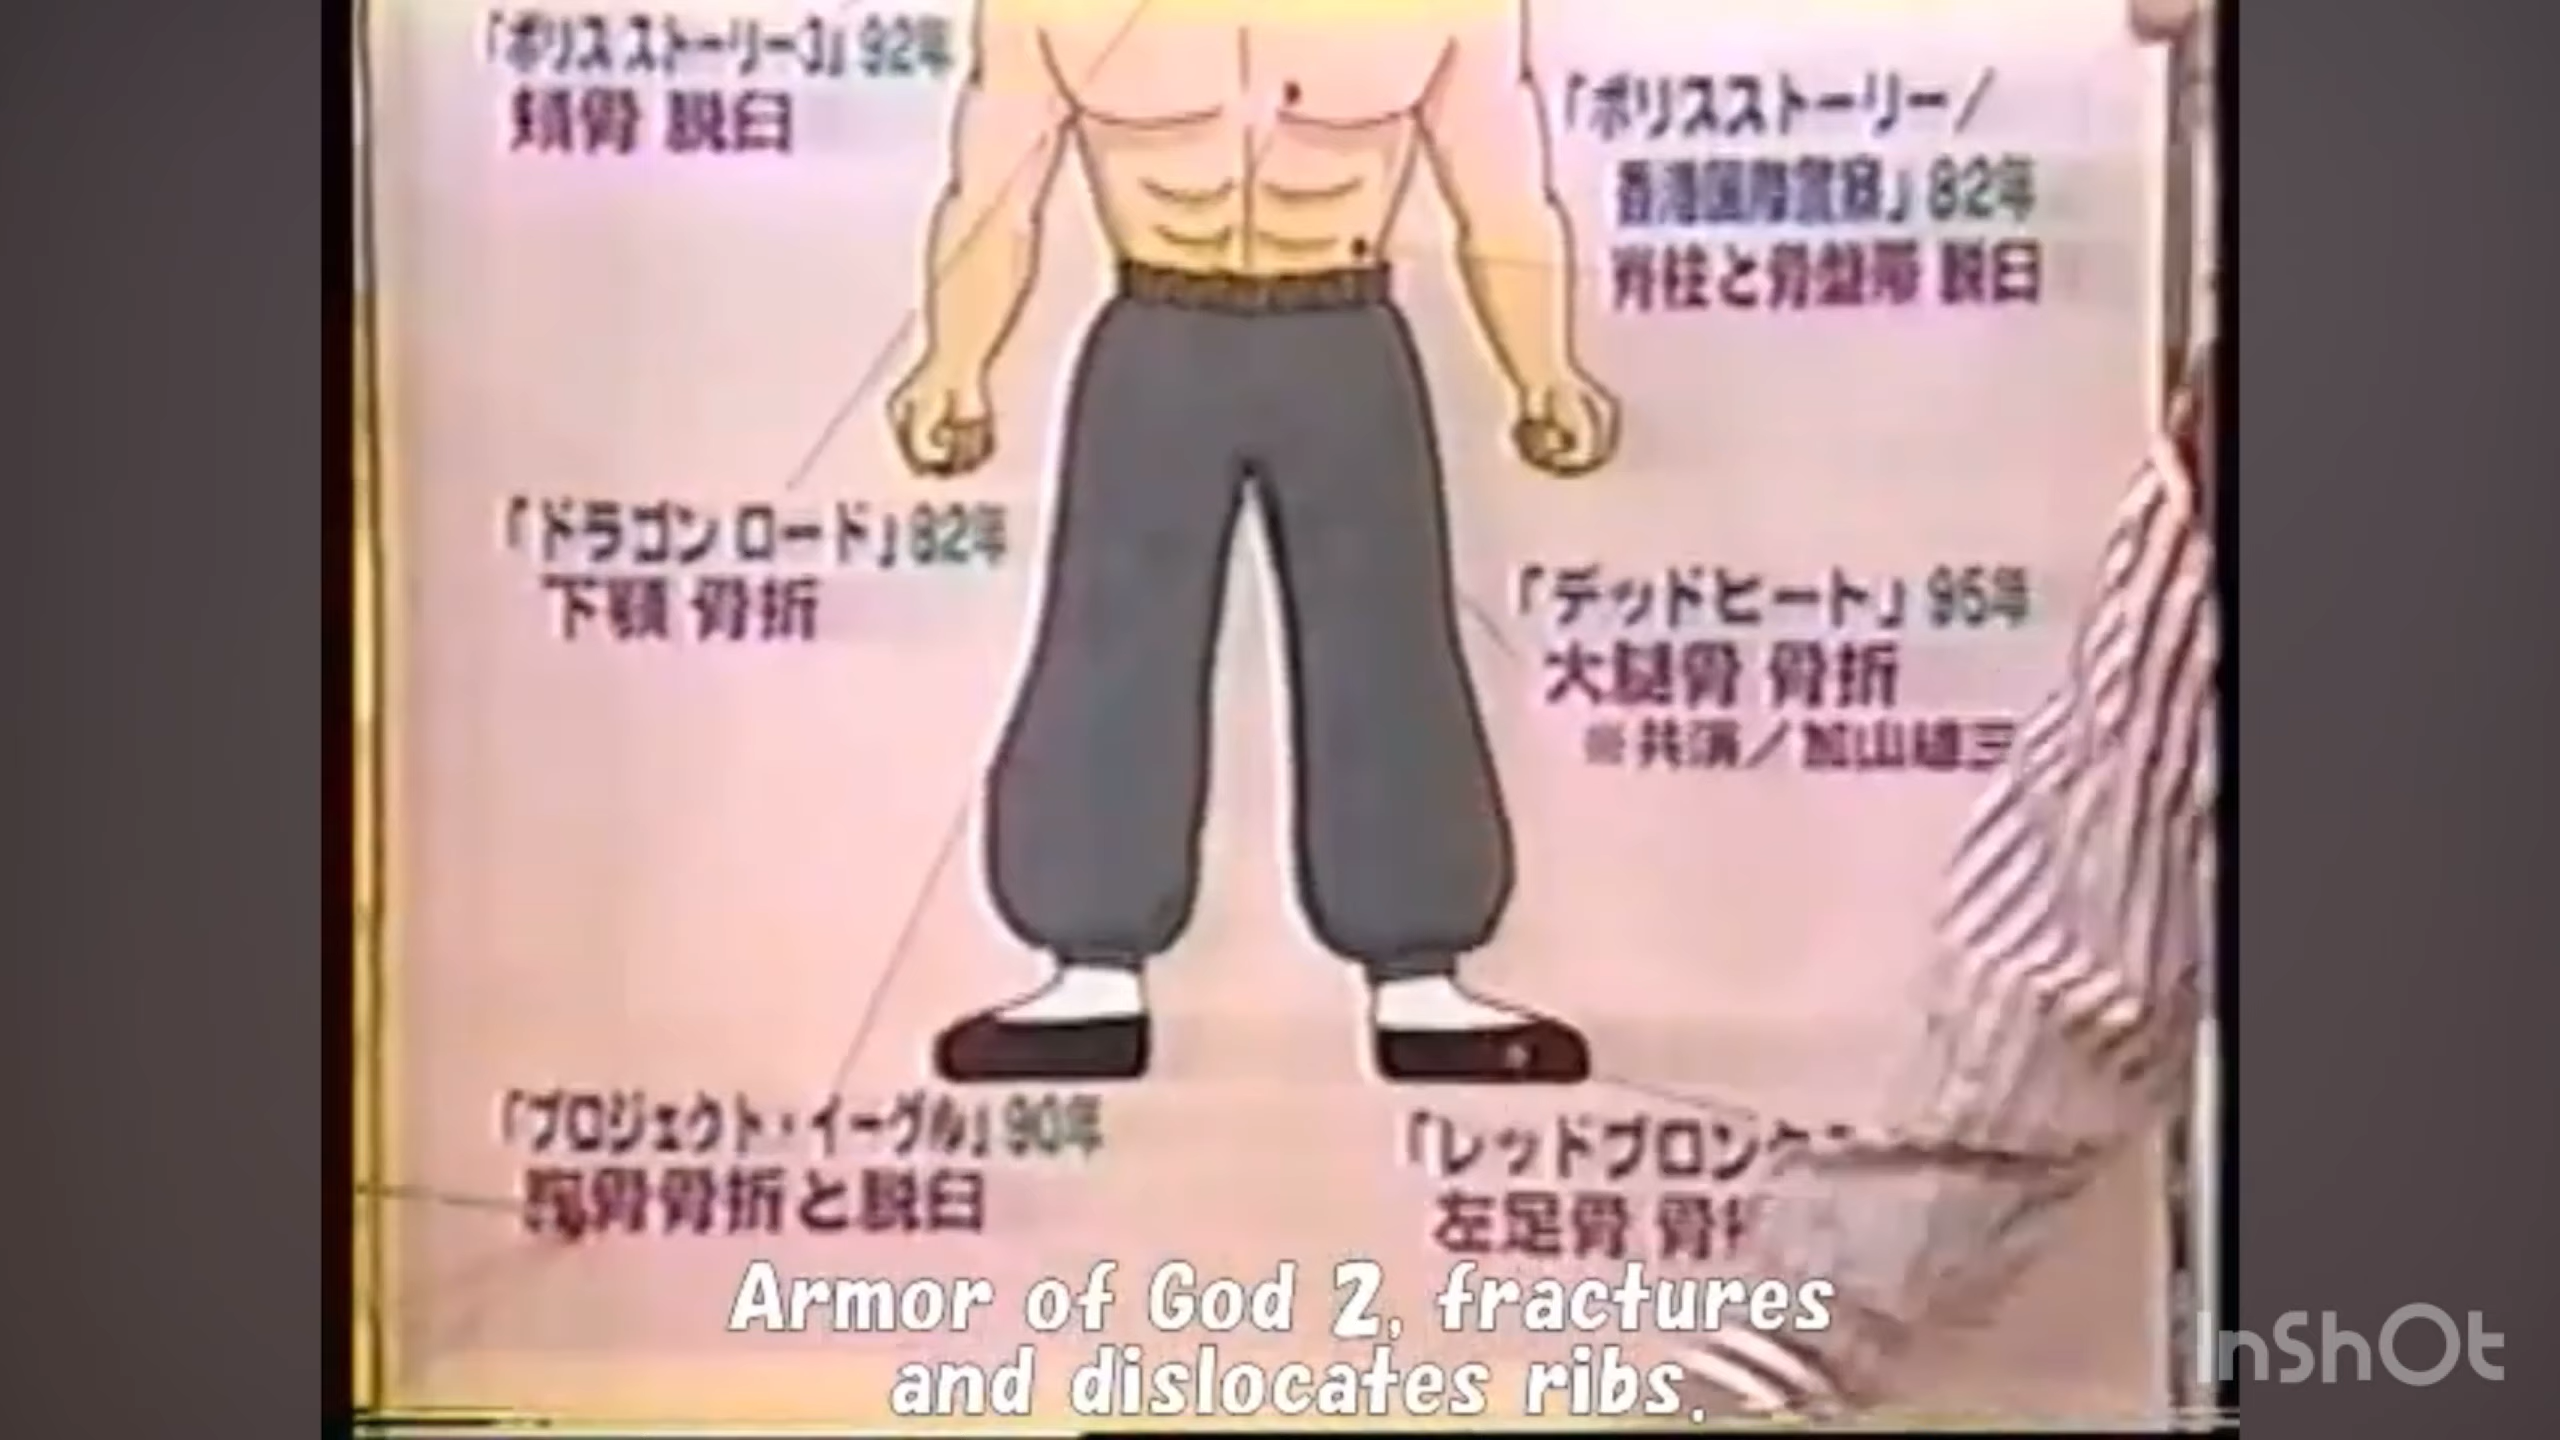 「ポリスストーリー3」92年
頬骨 脱臼
「ポリスストーリー/
香港国際警察」82年
脊柱と骨盤帯 脱臼
「ドラゴンロード」82年
下顎 骨折
「デッドヒート」95年
大腿骨 骨折
※共演/加山雄三
「プロジェクト・イーグル」90年
胸骨骨折と脱臼
「レッドブロン
左足骨 骨
Armor of God 2, fractures
and dislocates ribs.
InShOt